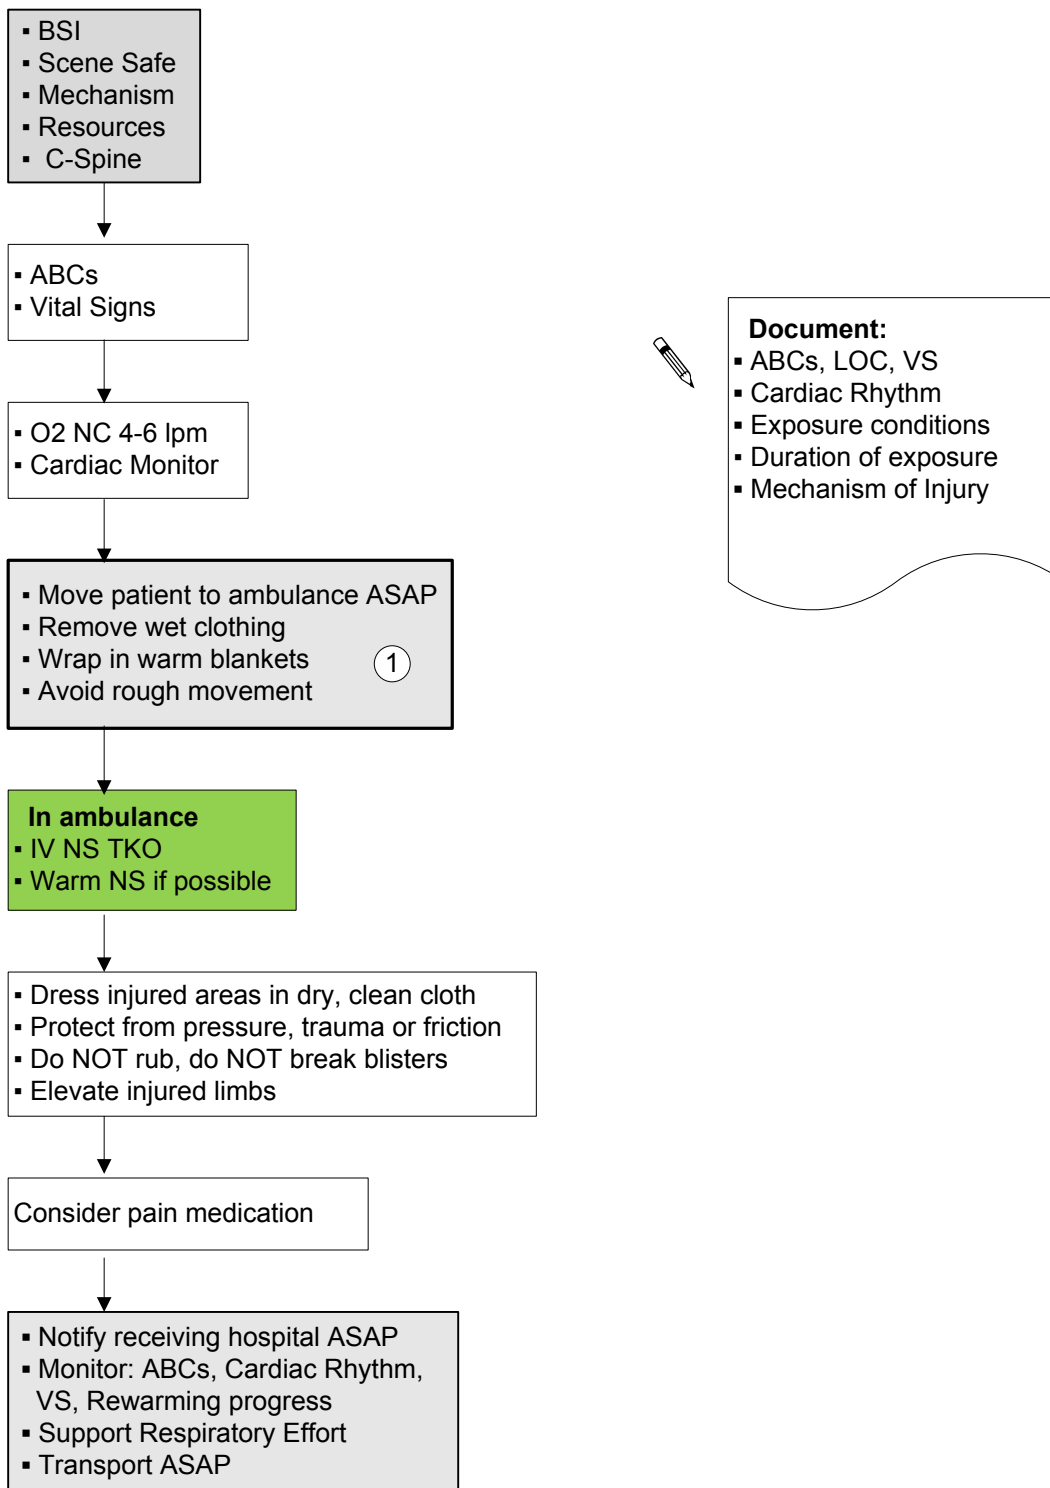 ▪ BSI
▪ Scene Safe
▪ Mechanism
▪ Resources
▪ C-Spine
▪ ABCs
▪ Vital Signs
▪ O2 NC 4-6 lpm
▪ Cardiac Monitor
▪ Move patient to ambulance ASAP
▪ Remove wet clothing
▪ Wrap in warm blankets
1
▪ Avoid rough movement
In ambulance
▪ IV NS TKO
▪ Warm NS if possible
▪ Dress injured areas in dry, clean cloth
▪ Protect from pressure, trauma or friction
▪ Do NOT rub, do NOT break blisters
▪ Elevate injured limbs
Consider pain medication
▪ Notify receiving hospital ASAP
▪ Monitor: ABCs, Cardiac Rhythm,
VS, Rewarming progress
▪ Support Respiratory Effort
▪ Transport ASAP
Document:
▪ ABCs, LOC, VS
▪ Cardiac Rhythm
▪ Exposure conditions
▪ Duration of exposure
▪ Mechanism of Injury